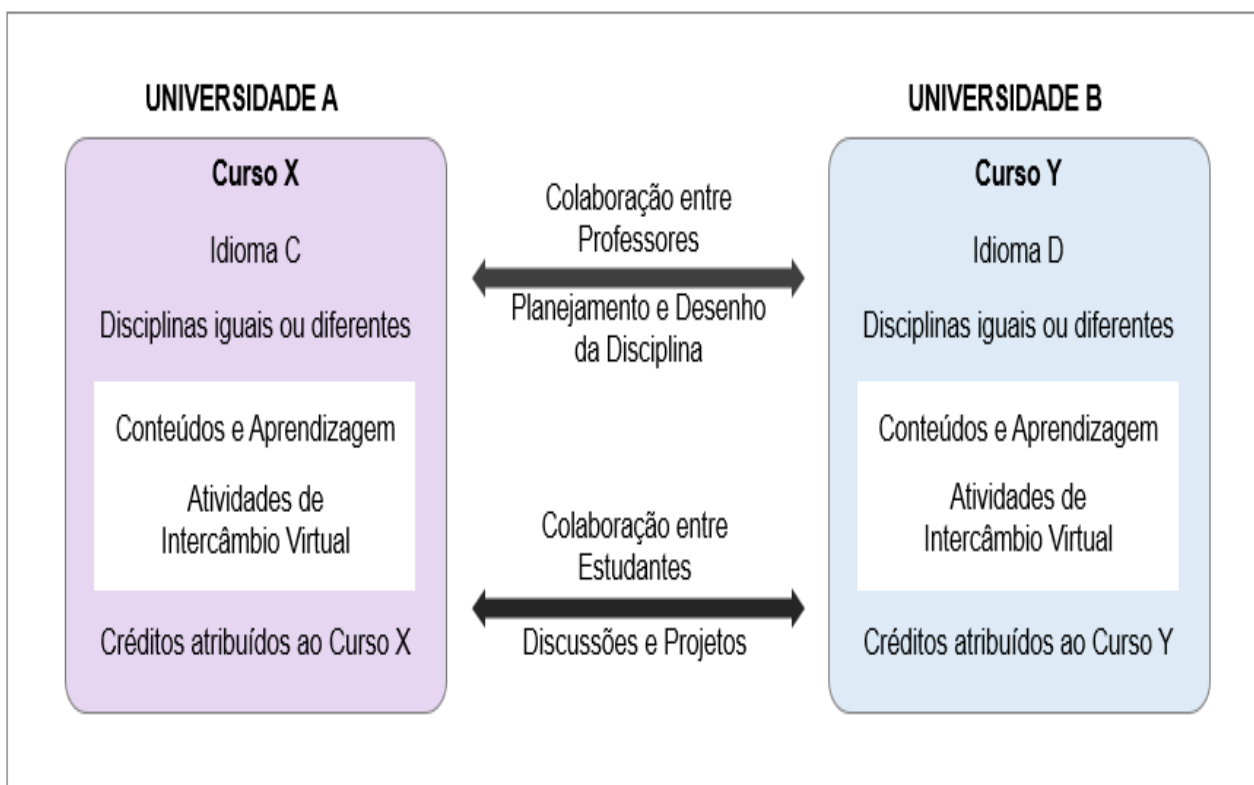 UNIVERSIDADE A
Curso X
Idioma C
Disciplinas iguais ou diferentes
Conteúdos e Aprendizagem
Atividades de
Intercâmbio Virtual
Créditos atribuídos ao Curso X
Colaboração entre
Professores
Planejamento e Desenho
da Disciplina
Colaboração entre
Estudantes
Discussões e Projetos
UNIVERSIDADE B
Curso Y
Idioma D
Disciplinas iguais ou diferentes
Conteúdos e Aprendizagem
Atividades de
Intercâmbio Virtual
Créditos atribuídos ao Curso Y